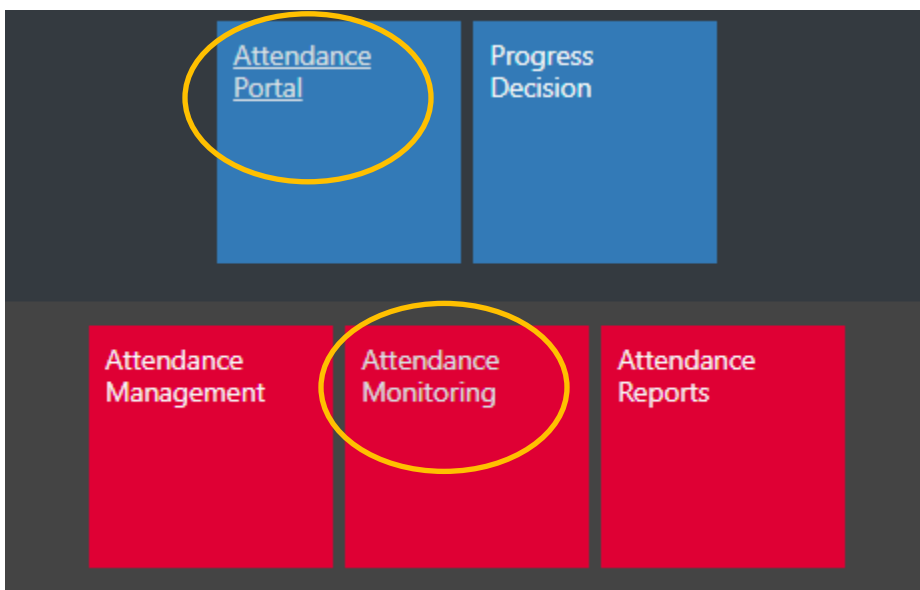 Attendance
Portal
Progress
Decision
Attendance
Management
Attendance
Monitoring
Attendance
Reports